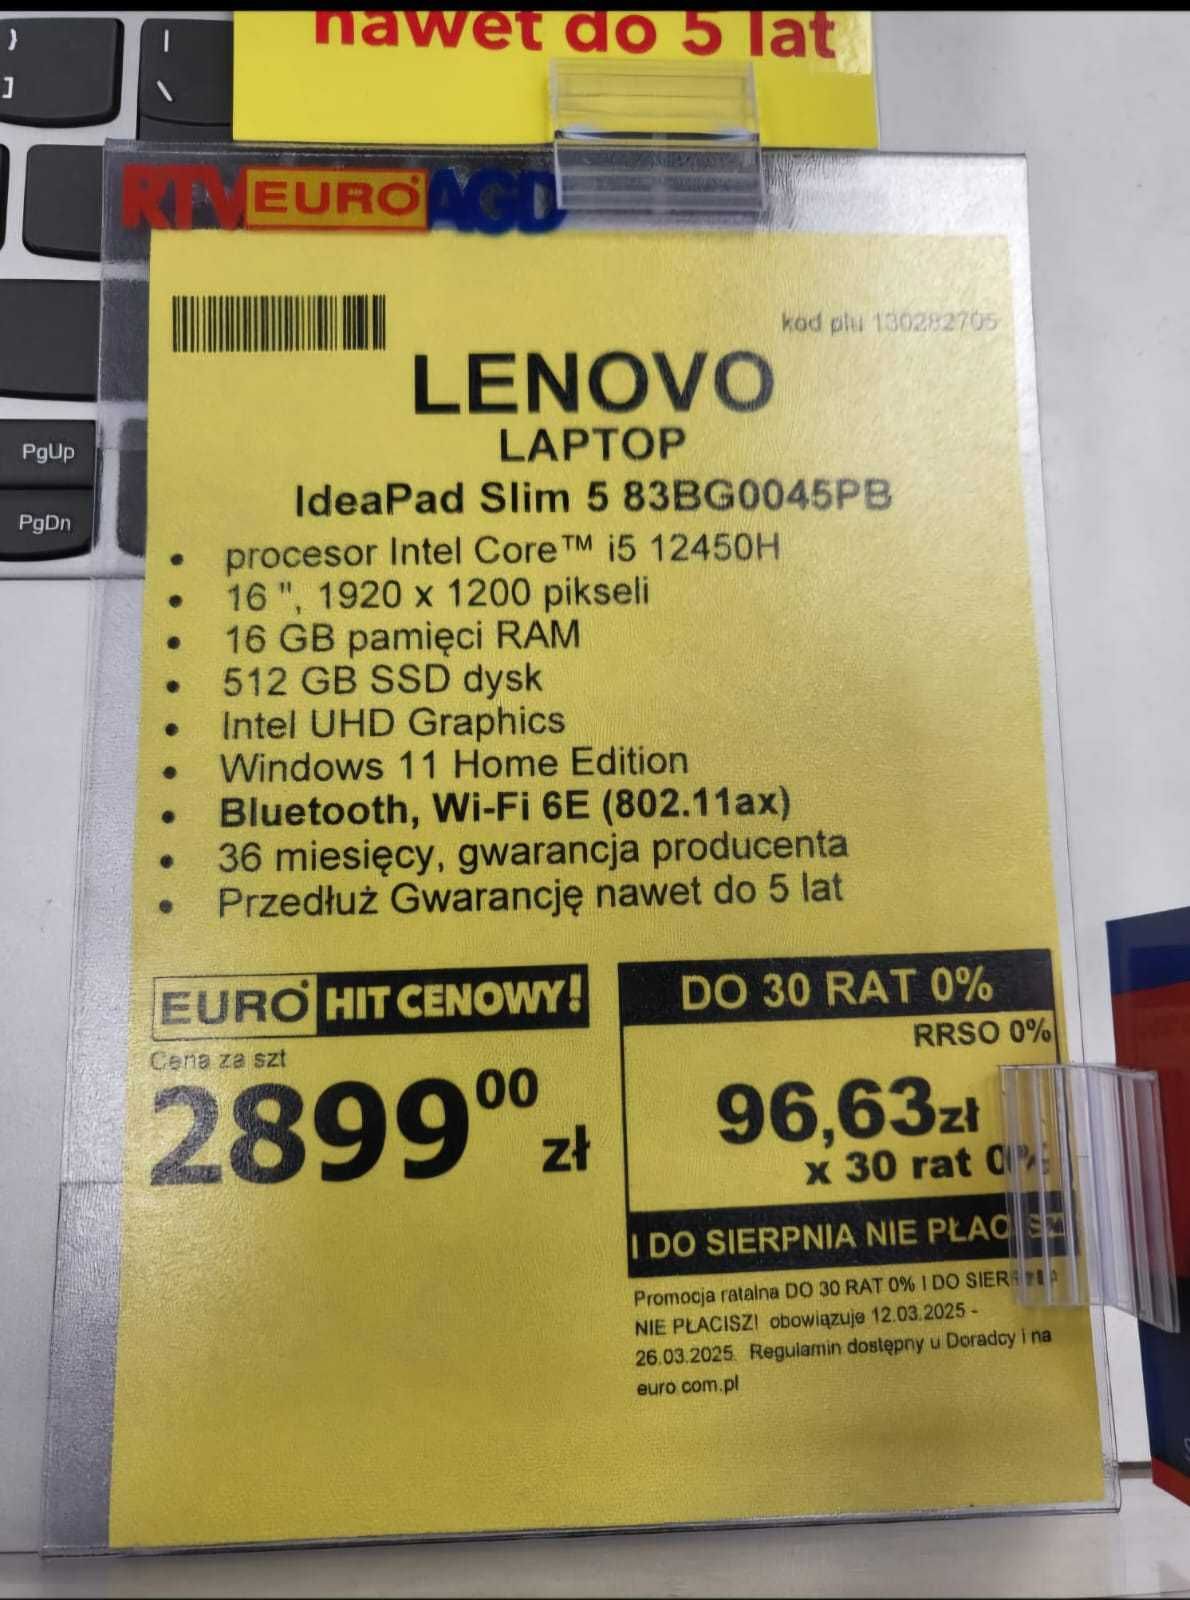 nawet do 5 lat
}
]
|
\
RTV EURO AGD
kod plu 130282705
LENOVO
LAPTOP
IdeaPad Slim 5 83BG0045PB
• procesor Intel Core™ i5 12450H
• 16 ", 1920 x 1200 pikseli
• 16 GB pamięci RAM
• 512 GB SSD dysk
• Intel UHD Graphics
• Windows 11 Home Edition
• Bluetooth, Wi-Fi 6E (802.11ax)
• 36 miesięcy, gwarancja producenta
• Przedłuż Gwarancję nawet do 5 lat
PgUp
PgDn
EURO HIT CENOWY!
Cena za szt
2899 00 zł
DO 30 RAT 0%
RRSO 0%
96,63 zł
x 30 rat 0%
I DO SIERPNIA NIE PŁACISZ!
Promocja ratalna DO 30 RAT 0% I DO SIERPNIA
NIE PŁACISZ! obowiązuje 12.03.2025 -
26.03.2025. Regulamin dostępny u Doradcy i na
euro.com.pl